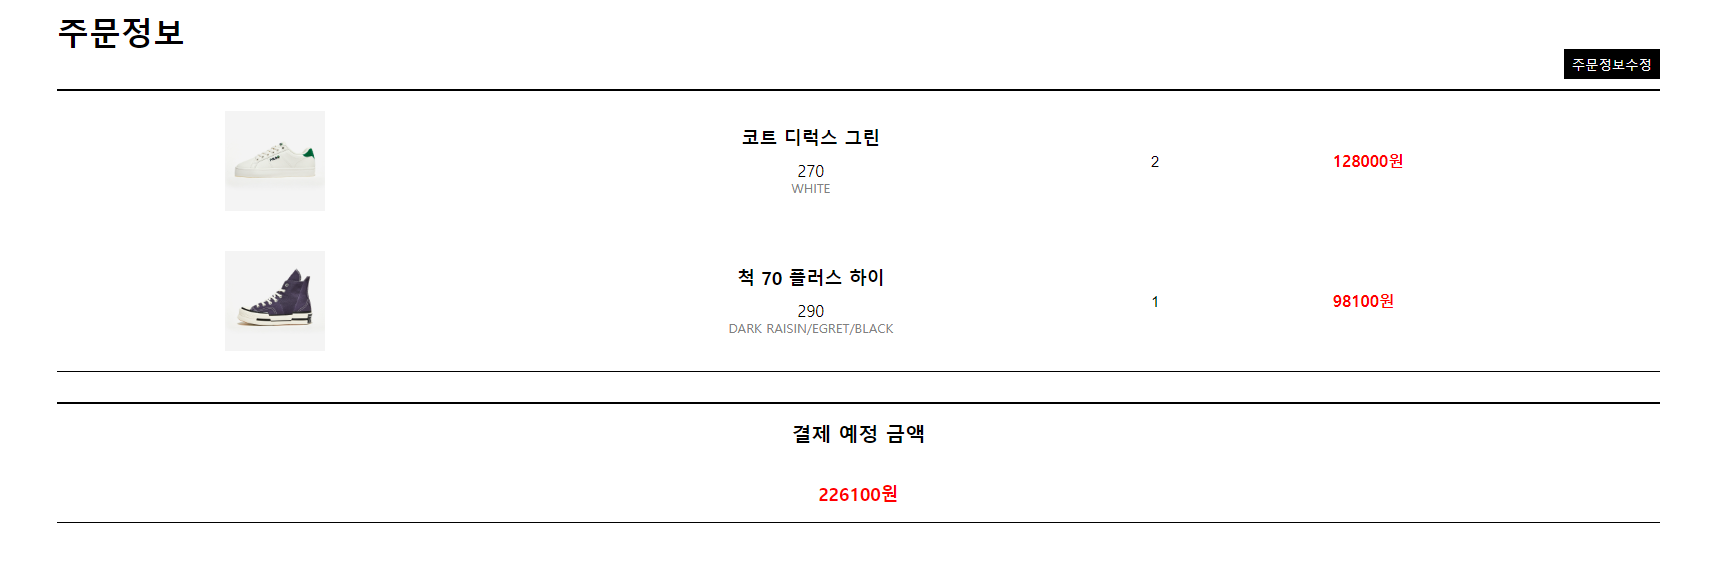 주문정보
주문정보수정
코트 디럭스 그린
270
WHITE
2
128000원
척 70 플러스 하이
290
DARK RAISIN/EGRET/BLACK
1
98100원
결제 예정 금액
226100원